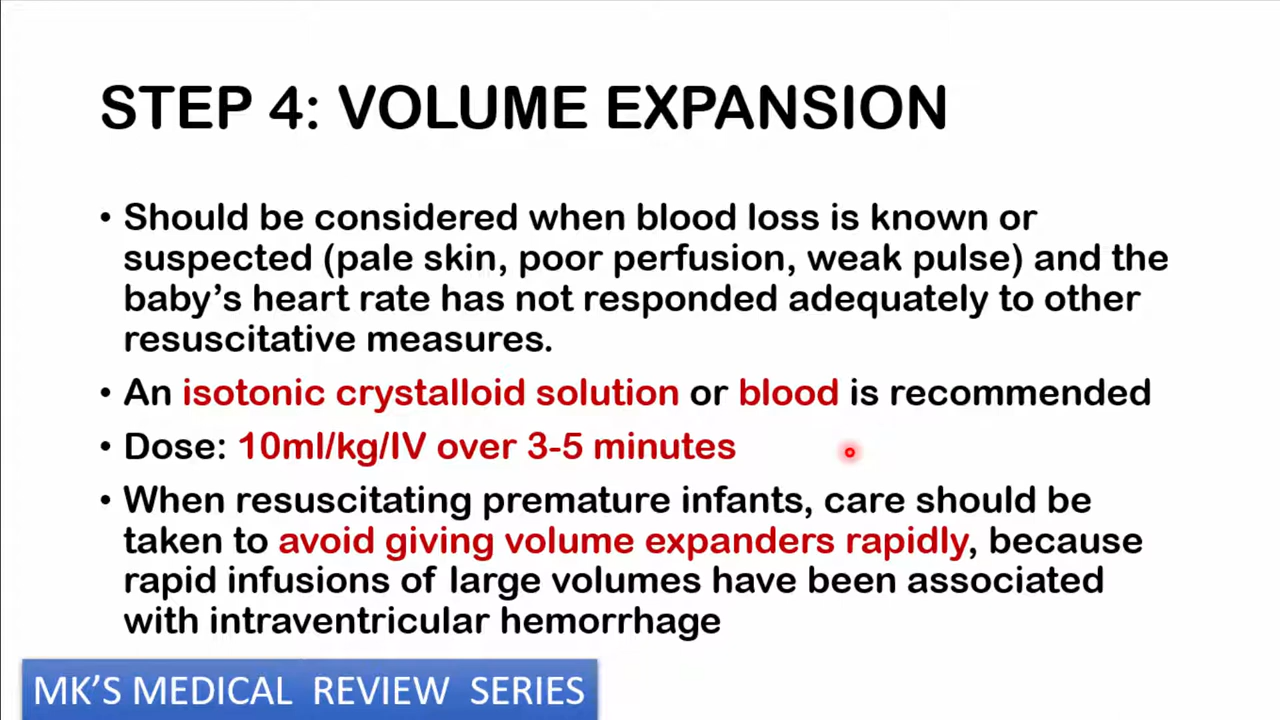 STEP 4: VOLUME EXPANSION
• Should be considered when blood loss is known or
suspected (pale skin, poor perfusion, weak pulse) and the
baby’s heart rate has not responded adequately to other
resuscitative measures.
• An isotonic crystalloid solution or blood is recommended
• Dose: 10ml/kg/IV over 3-5 minutes
• When resuscitating premature infants, care should be
taken to avoid giving volume expanders rapidly, because
rapid infusions of large volumes have been associated
with intraventricular hemorrhage
MK’S MEDICAL REVIEW SERIES